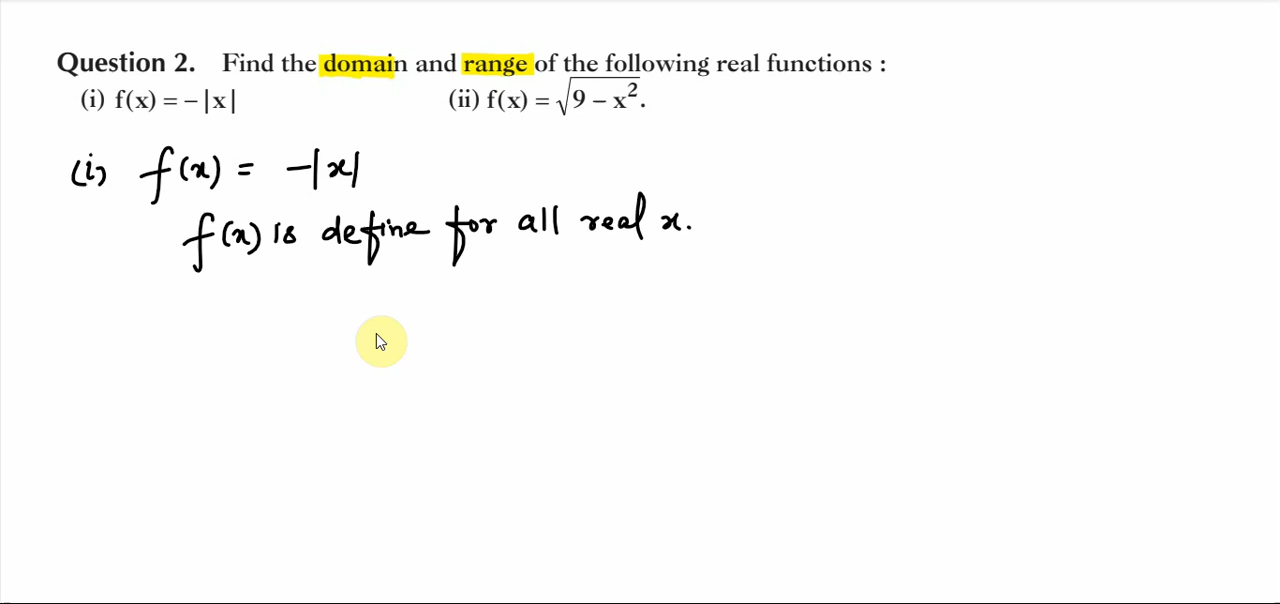 Question 2. Find the domain and range of the following real functions :
(i) f(x) = – |x| (ii) f(x) = √9 – x².
(i) f(x) = -|x|
f(x) is define for all real x.